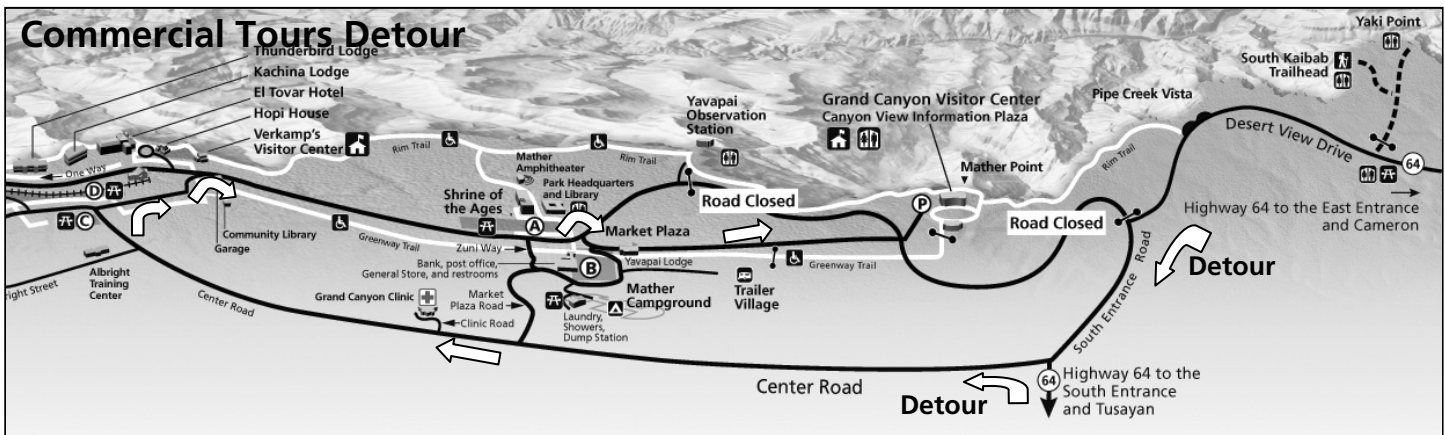 Commercial Tours Detour
Thunderbird Lodge
Kachina Lodge
El Tovar Hotel
Hopi House
Verkamp's
Visitor Center
One Way
D
C
Community Library
Garage
Albright
Training
Center
right Street
Center Road
Rim Trail
Greenway Trail
Mather
Amphitheater
Park Headquarters
and Library
Shrine of
the Ages
A
Zuni Way
Bank, post office,
General Store, and restrooms
B
Market
Plaza Road
Grand Canyon Clinic
Clinic Road
Laundry,
Showers,
Dump Station
Mather
Campground
Yavapai Lodge
Market Plaza
Trailer
Village
Greenway Trail
Rim Trail
Yavapai
Observation
Station
Road Closed
Grand Canyon Visitor Center
Canyon View Information Plaza
Mather Point
P
Rim Trail
Road Closed
Pipe Creek Vista
South Kaibab
Trailhead
Yaki Point
Desert View Drive
64
Highway 64 to the East Entrance
and Cameron
South Entrance Road
Detour
Center Road
Detour
64
Highway 64 to the
South Entrance
and Tusayan